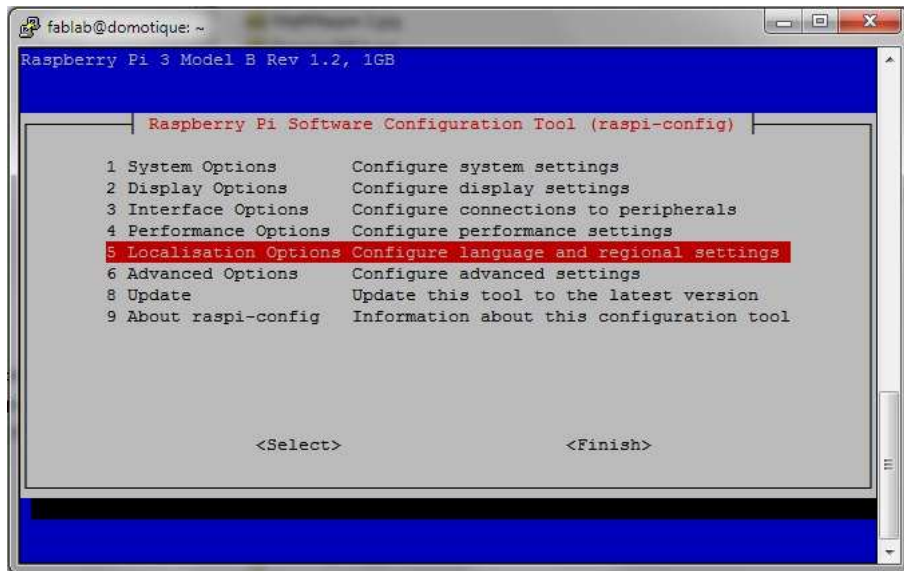 fablab@domotique: ~
Raspberry Pi 3 Model B Rev 1.2, 1GB
Raspberry Pi Software Configuration Tool (raspi-config)
1 System Options Configure system settings
2 Display Options Configure display settings
3 Interface Options Configure connections to peripherals
4 Performance Options Configure performance settings
5 Localisation Options Configure language and regional settings
6 Advanced Options Configure advanced settings
8 Update Update this tool to the latest version
9 About raspi-config Information about this configuration tool
<Select> <Finish>